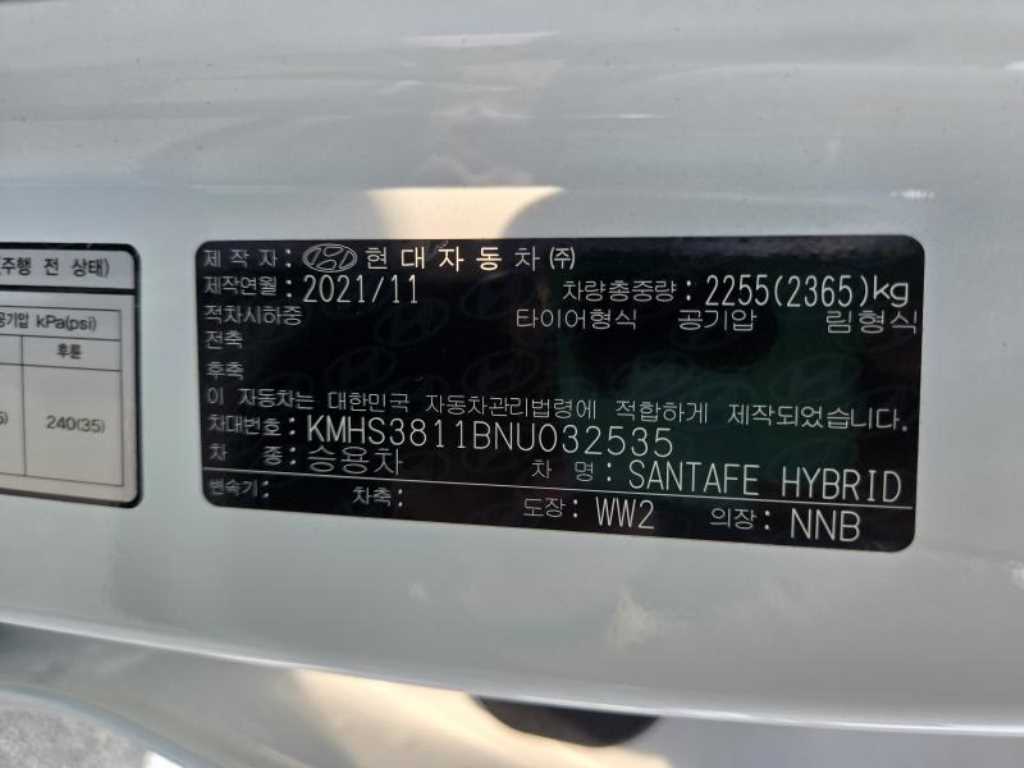 (주행 전 상태)
공기압 kPa(psi)
후륜
240(35)
제 작 자 : 현대자동차㈜
제작연월 : 2021/11 차량총중량 : 2255(2365)kg
적차시하중 타이어형식 공기압 림형식
전축
후축
이 자동차는 대한민국 자동차관리법령에 적합하게 제작되었습니다.
차대번호 : KMHS3811BNU032535
차 종 : 승용차 차 명 : SANTAFE HYBRID
변속기 : 차축 : 도장 : WW2 의장 : NNB